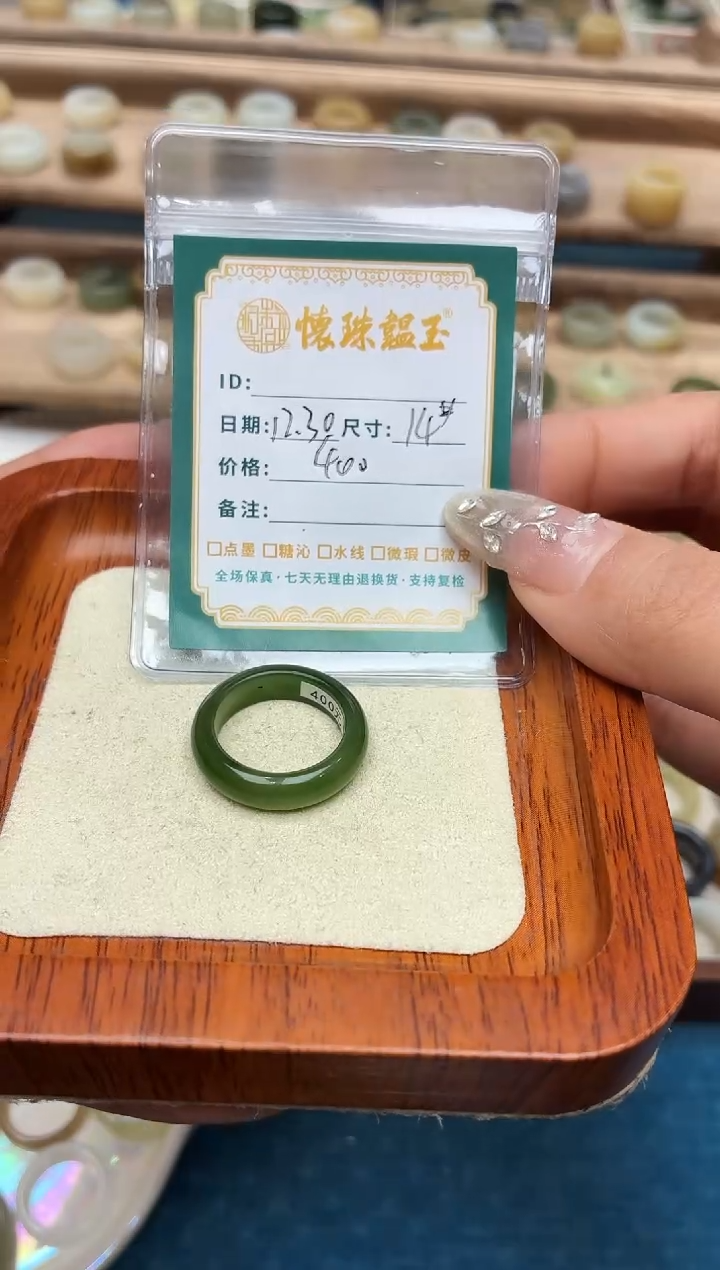 懷珠韞玉®
ID:
日期:12.30 尺寸: 14#
价格: 400
备注:
□点墨 □糖沁 □水线 □微瑕 □微皮
全场保真·七天无理由退换货·支持复检
400